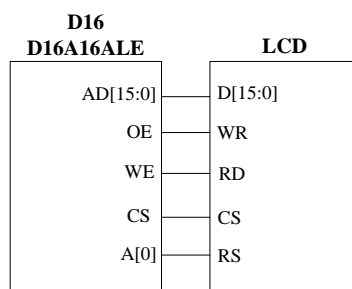 D16
D16A16ALE
LCD
AD[15:0]
D[15:0]
OE
WR
WE
RD
CS
CS
A[0]
RS